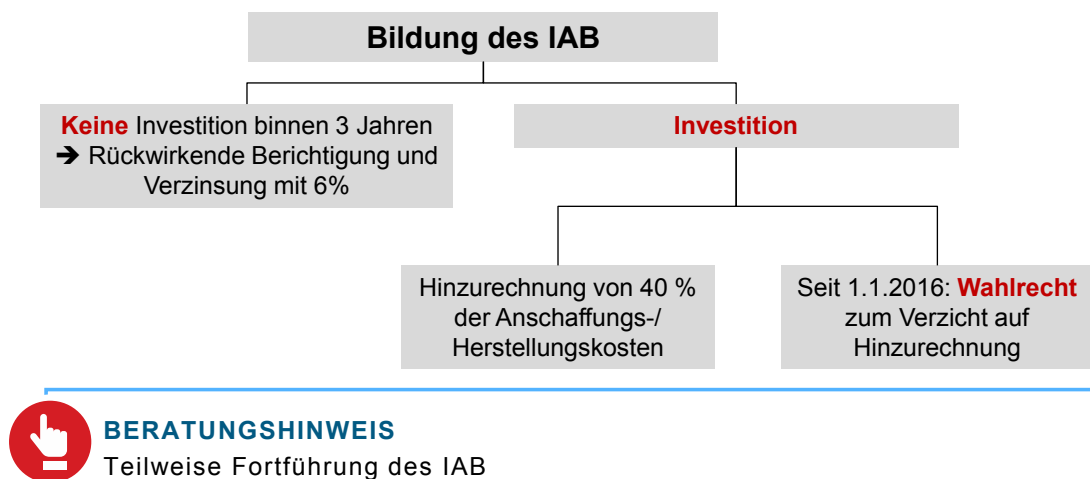 Bildung des IAB
Keine Investition binnen 3 Jahren
➔ Rückwirkende Berichtigung und
Verzinsung mit 6%
Investition
Hinzurechnung von 40 %
der Anschaffungs-/
Herstellungskosten
Seit 1.1.2016: Wahlrecht
zum Verzicht auf
Hinzurechnung
BERATUNGSHINWEIS
Teilweise Fortführung des IAB